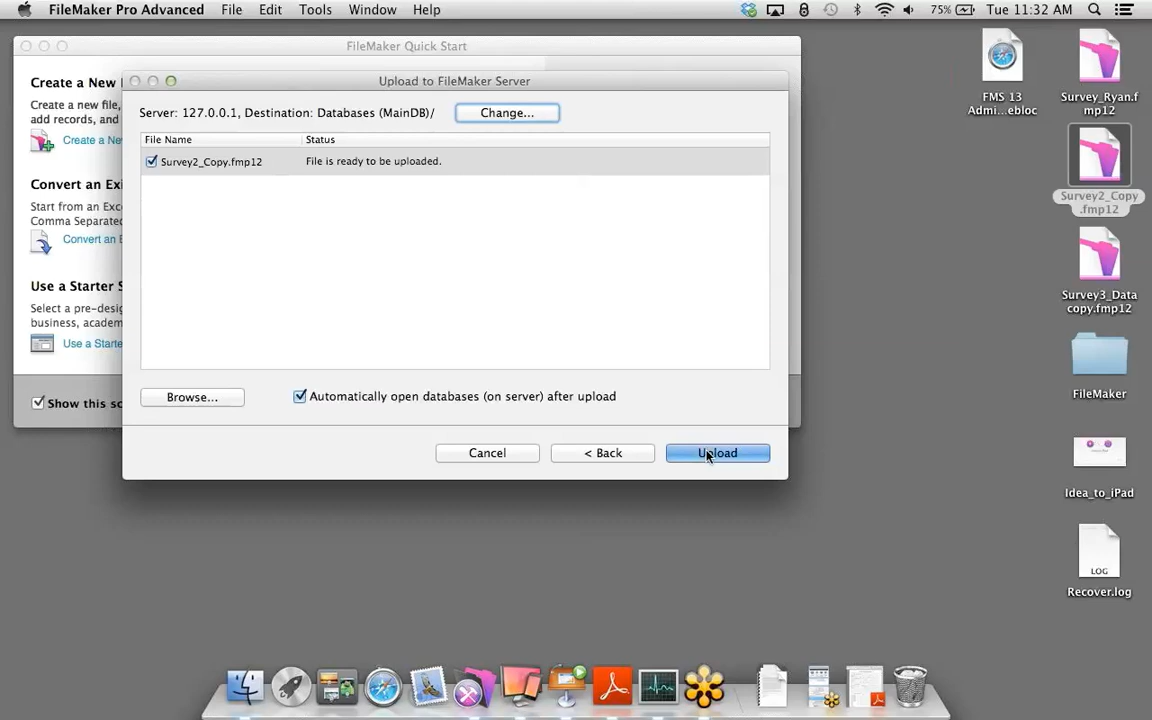 FileMaker Pro Advanced File Edit Tools Window Help 75% Tue 11:32 AM
FileMaker Quick Start
Create a New
Create a new file,
add records, and
Create a Ne
Convert an Exi
Start from an Exce
Comma Separated
Convert an E
Use a Starter S
Select a pre-desig
business, academ
Use a Starte
Show this sc
Upload to FileMaker Server
Server: 127.0.0.1, Destination: Databases (MainDB)/ Change...
File Name Status
Survey2_Copy.fmp12 File is ready to be uploaded.
Browse... Automatically open databases (on server) after upload
Cancel < Back Upload
FMS 13
Admi...ebloc
Survey_Ryan.f
mp12
Survey2_Copy
.fmp12
Survey3_Data
copy.fmp12
FileMaker
Idea_to_iPad
LOG
Recover.log